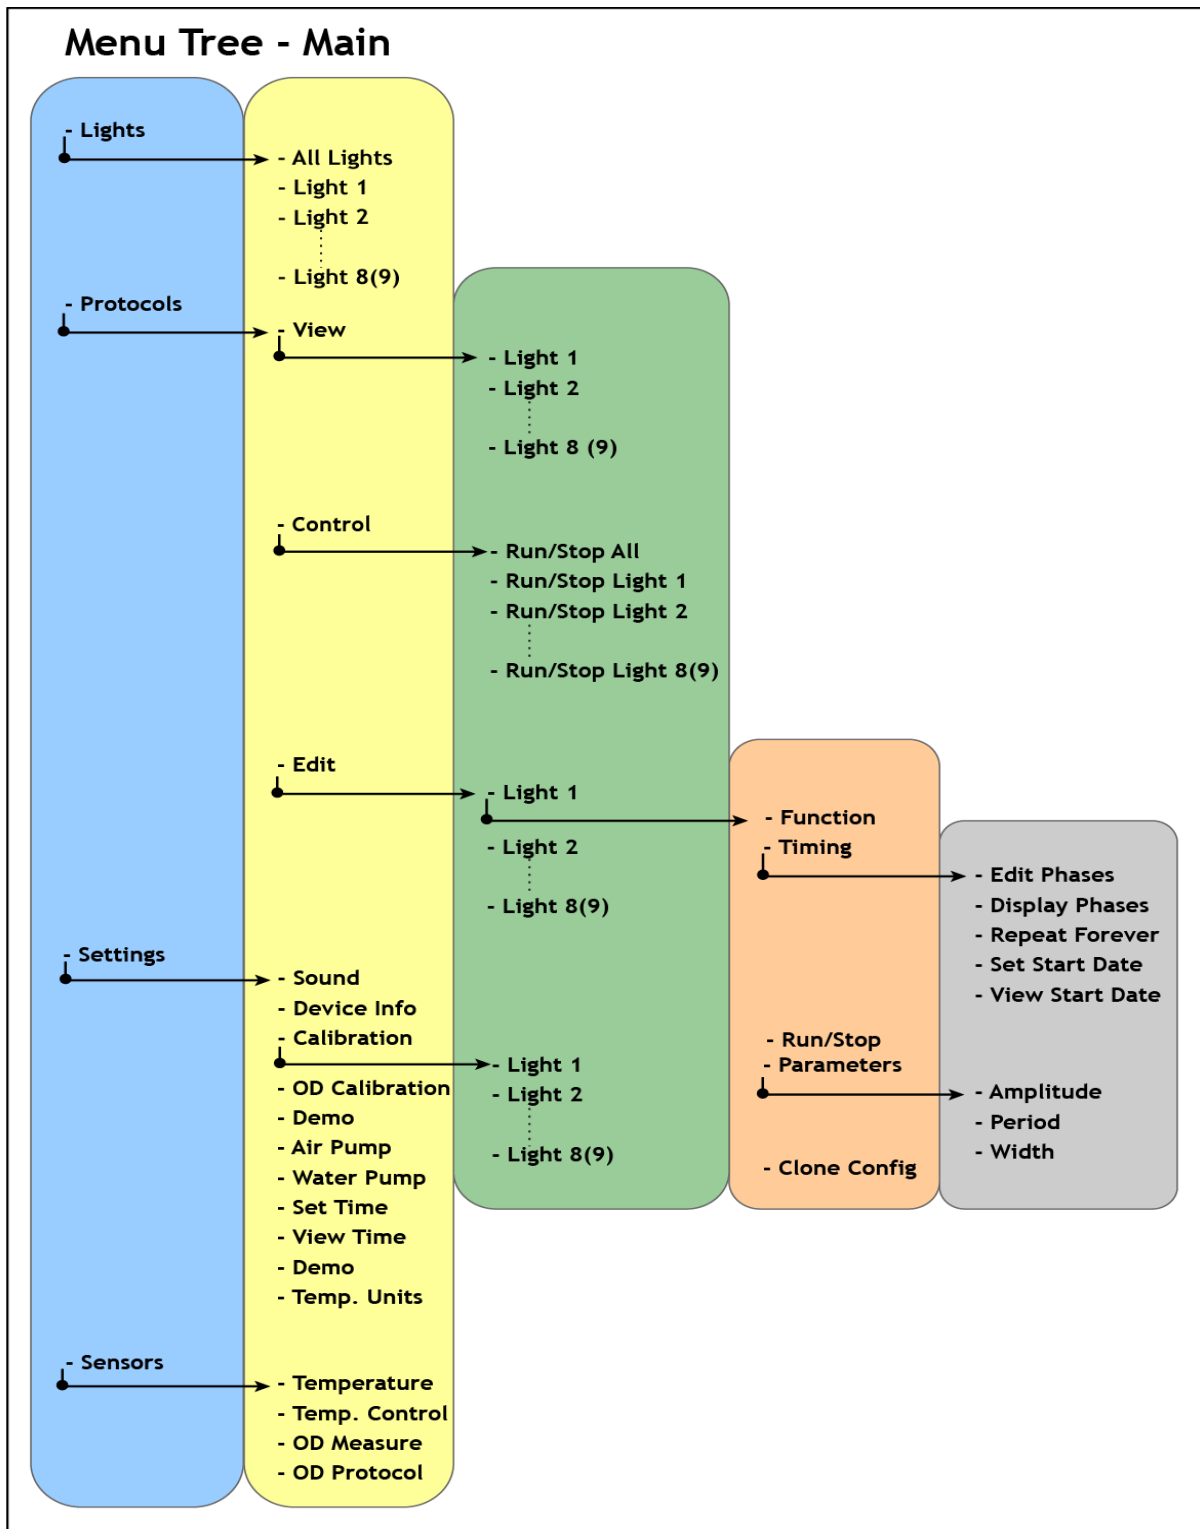 Menu Tree - Main
- Lights
- All Lights
- Light 1
- Light 2
- Light 8(9)
- Protocols
- View
- Light 1
- Light 2
- Light 8 (9)
- Control
- Run/Stop All
- Run/Stop Light 1
- Run/Stop Light 2
- Run/Stop Light 8(9)
- Edit
- Light 1
- Function
- Timing
- Edit Phases
- Display Phases
- Repeat Forever
- Set Start Date
- View Start Date
- Run/Stop
- Parameters
- Amplitude
- Period
- Width
- Clone Config
- Light 2
- Light 8(9)
- Settings
- Sound
- Device Info
- Calibration
- Light 1
- Light 2
- Light 8(9)
- OD Calibration
- Demo
- Air Pump
- Water Pump
- Set Time
- View Time
- Demo
- Temp. Units
- Sensors
- Temperature
- Temp. Control
- OD Measure
- OD Protocol